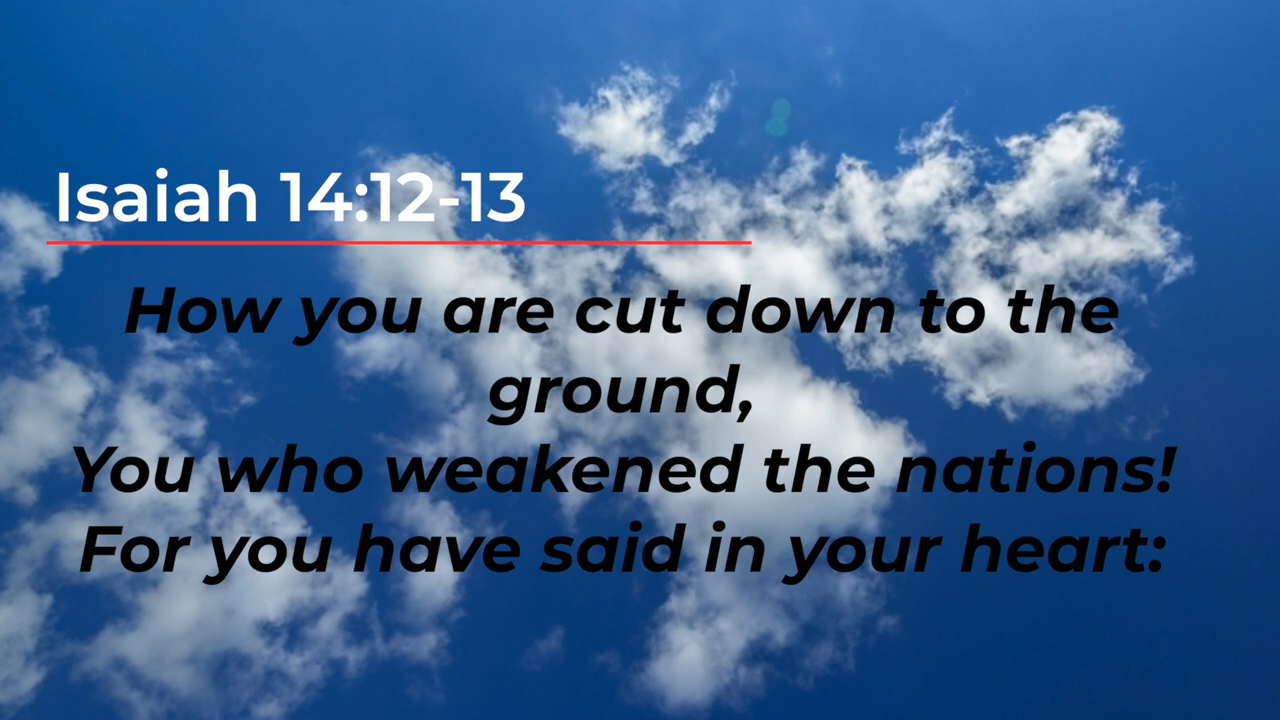 Isaiah 14:12-13
How you are cut down to the
ground,
You who weakened the nations!
For you have said in your heart: